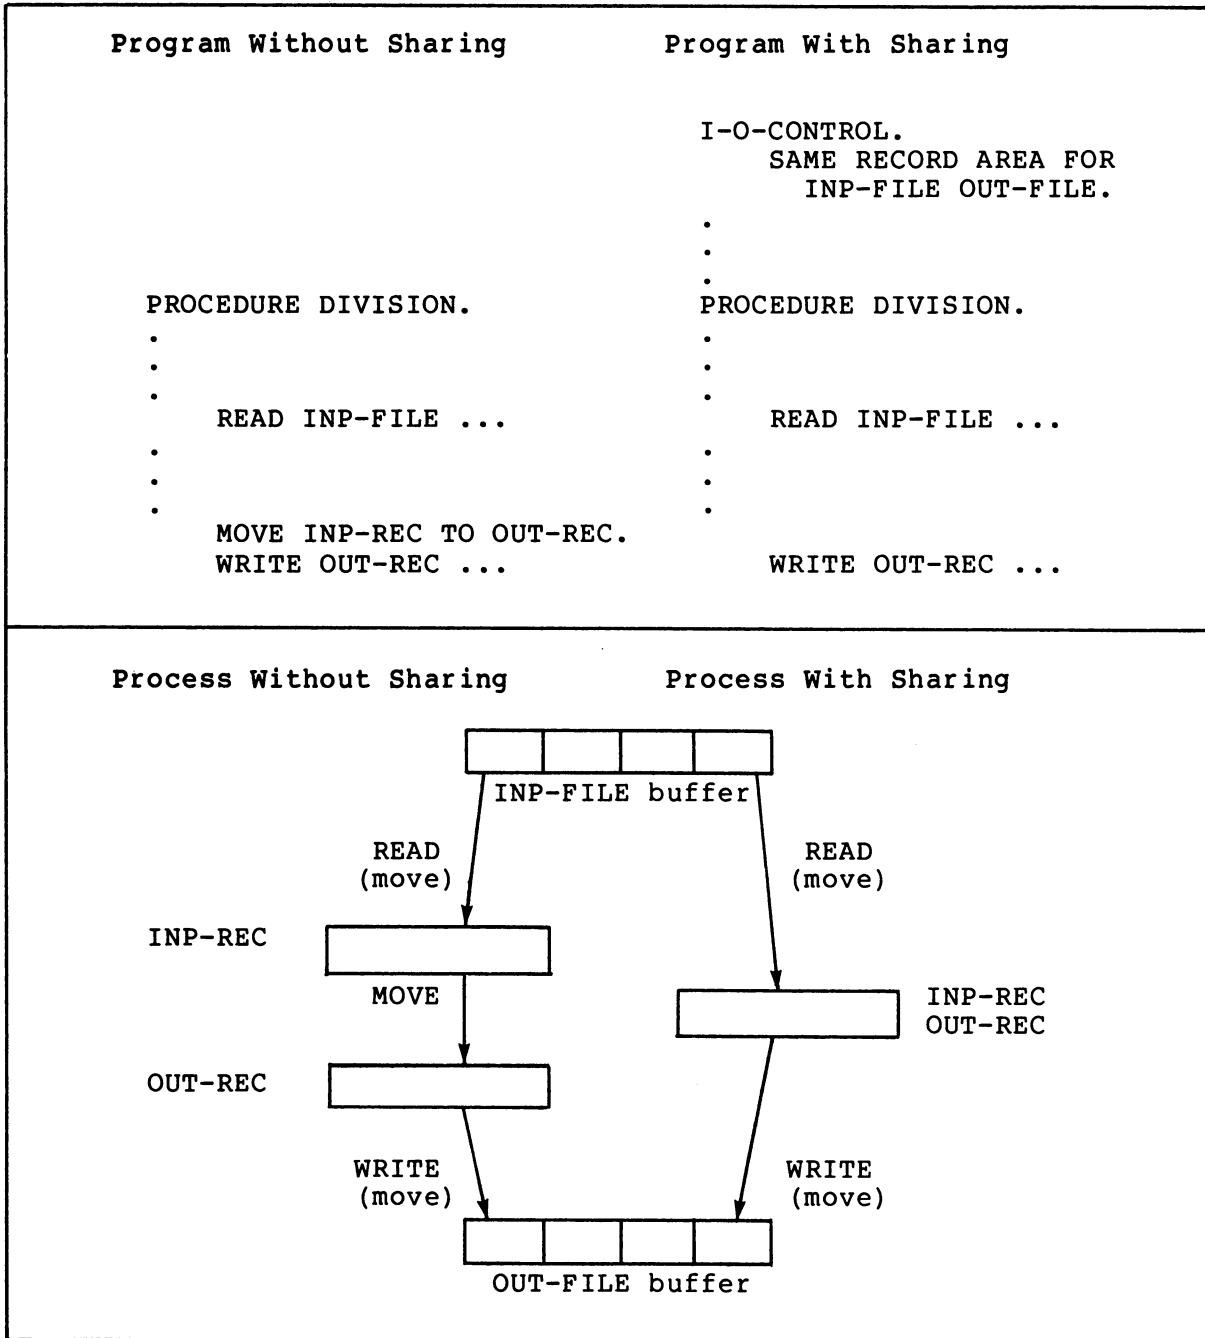 Program Without Sharing
Program With Sharing
I-O-CONTROL.
SAME RECORD AREA FOR
INP-FILE OUT-FILE.
.
.
.
PROCEDURE DIVISION.
PROCEDURE DIVISION.
.
.
.
.
.
.
READ INP-FILE ...
READ INP-FILE ...
.
.
.
.
.
.
MOVE INP-REC TO OUT-REC.
WRITE OUT-REC ...
WRITE OUT-REC ...
Process Without Sharing
Process With Sharing
INP-FILE buffer
READ
(move)
READ
(move)
INP-REC
MOVE
INP-REC
OUT-REC
OUT-REC
WRITE
(move)
WRITE
(move)
OUT-FILE buffer